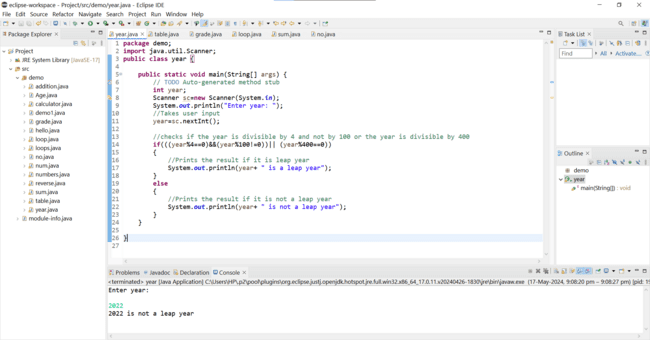 eclipse-workspace - Project/src/demo/year.java - Eclipse IDE
File Edit Source Refactor Navigate Search Project Run Window Help
Package Explorer
Project
JRE System Library [JavaSE-17]
src
demo
addition.java
Age.java
calculator.java
demo1.java
grade.java
hello.java
loop.java
loops.java
no.java
num.java
numbers.java
reverse.java
sum.java
table.java
year.java
module-info.java
year.java
table.java
grade.java
loop.java
sum.java
no.java
1 package demo;
2 import java.util.Scanner;
3 public class year {
4
5 public static void main(String[] args) {
6 // TODO Auto-generated method stub
7 int year;
8 Scanner sc=new Scanner(System.in);
9 System.out.println("Enter year: ");
10 //Takes user input
11 year=sc.nextInt();
12
13 //checks if the year is divisible by 4 and not by 100 or the year is divisible by 400
14 if(((year%4==0)&&(year%100!=0))|| (year%400==0))
15 {
16 //Prints the result if it is leap year
17 System.out.println(year+ " is a leap year");
18 }
19 else
20 {
21 //Prints the result if it is not a leap year
22 System.out.println(year+ " is not a leap year");
23 }
24 }
25
26 }
27
Task List
Find
All
Activate...
Outline
demo
year
main(String[]) : void
Problems Javadoc Declaration Console
<terminated> year [Java Application] C:\Users\HP\.p2\pool\plugins\org.eclipse.justj.openjdk.hotspot.jre.full.win32.x86_64_17.0.11.v20240426-1830\jre\bin\javaw.exe (17-May-2024, 9:08:20 pm – 9:08:27 pm) [pid:
Enter year:
2022
2022 is not a leap year